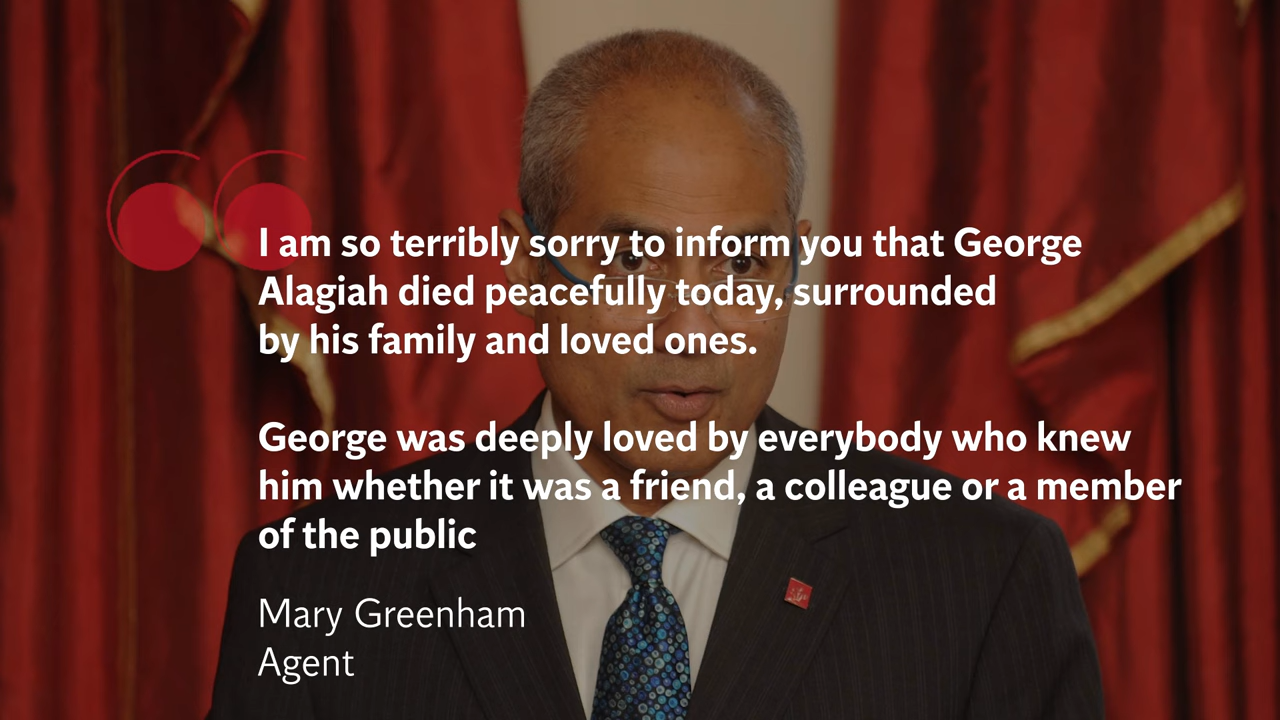 I am so terribly sorry to inform you that George
Alagiah died peacefully today, surrounded
by his family and loved ones.
George was deeply loved by everybody who knew
him whether it was a friend, a colleague or a member
of the public
Mary Greenham
Agent